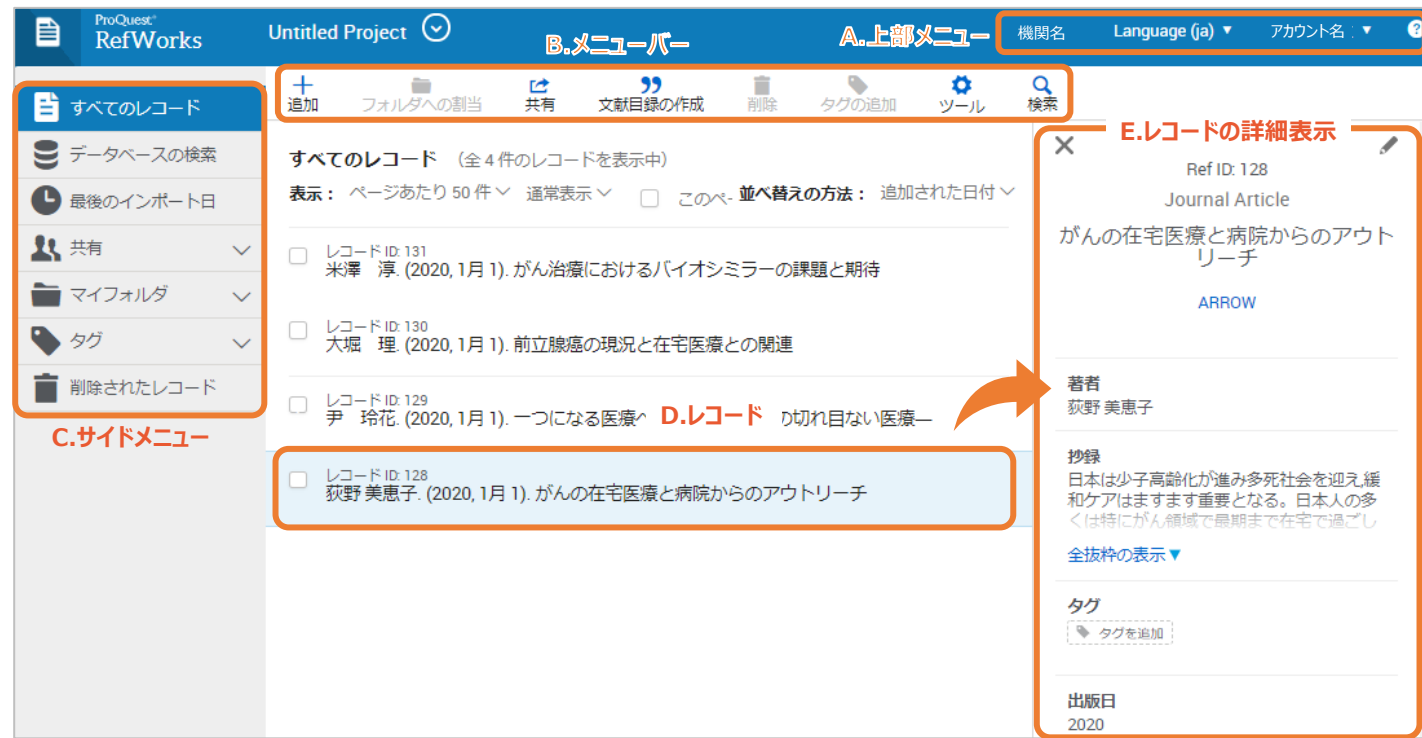 ProQuest®
RefWorks
Untitled Project
B.メニューバー
A.上部メニュー
機関名
Language (ja) ▼
アカウント名 : ▼
?
すべてのレコード
データベースの検索
最後のインポート日
共有
マイフォルダ
タグ
削除されたレコード
C.サイドメニュー
追加
フォルダへの割当
共有
文献目録の作成
削除
タグの追加
ツール
検索
すべてのレコード （全 4 件のレコードを表示中）
表示： ページあたり 50 件 通常表示 このペ- 並べ替えの方法： 追加された日付
レコード ID: 131
米澤　淳. (2020, 1月 1). がん治療におけるバイオシミラーの課題と期待
レコード ID: 130
大堀　理. (2020, 1月 1). 前立腺癌の現況と在宅医療との関連
レコード ID: 129
尹　玲花. (2020, 1月 1). 一つになる医療へ D.レコード の切れ目ない医療―
レコード ID: 128
荻野 美恵子. (2020, 1月 1). がんの在宅医療と病院からのアウトリーチ
E.レコードの詳細表示
Ref ID: 128
Journal Article
がんの在宅医療と病院からのアウト
リーチ
ARROW
著者
荻野 美恵子
抄録
日本は少子高齢化が進み多死社会を迎え,緩
和ケアはますます重要となる。日本人の多
くは特にがん領域で最期まで在宅で過ごし
全抜粋の表示▼
タグ
タグを追加
出版日
2020